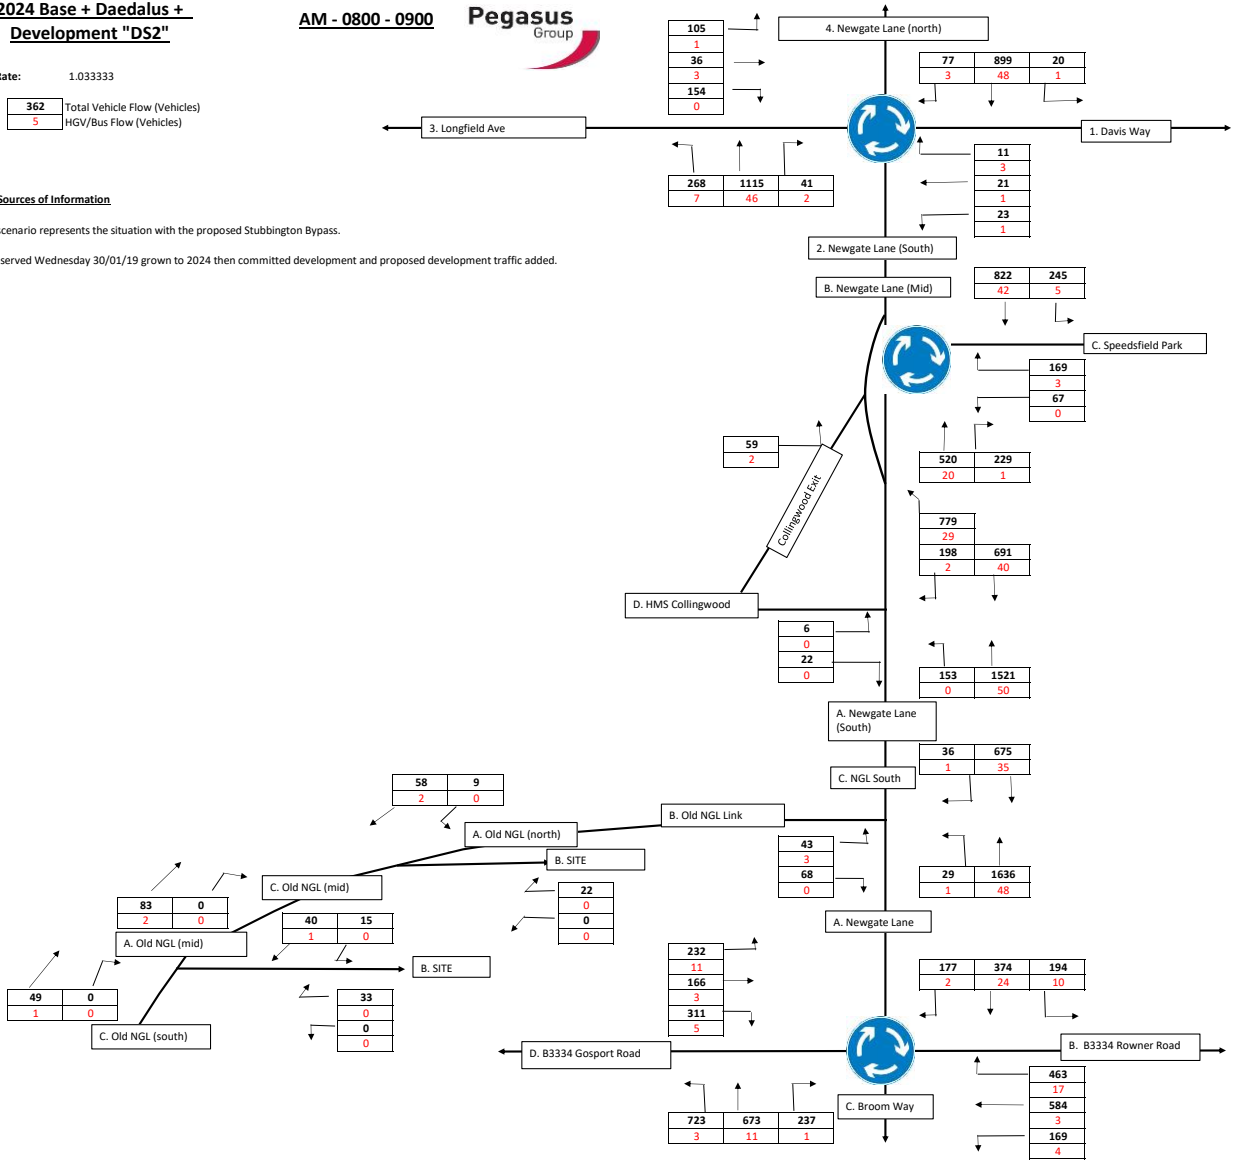 2024 Base + Daedalus +
Development "DS2"
AM - 0800 - 0900
Pegasus
Group
Rate: 1.033333
362 Total Vehicle Flow (Vehicles)
5 HGV/Bus Flow (Vehicles)
Sources of Information
scenario represents the situation with the proposed Stubbington Bypass.
served Wednesday 30/01/19 grown to 2024 then committed development and proposed development traffic added.
105
1
36
3
154
0
4. Newgate Lane (north)
77 899 20
3 48 1
3. Longfield Ave
1. Davis Way
268 1115 41
7 46 2
11
3
21
1
23
1
2. Newgate Lane (South)
B. Newgate Lane (Mid)
822 245
42 5
C. Speedsfield Park
169
3
67
0
59
2
520 229
20 1
Collingwood Exit
779
29
198 691
2 40
D. HMS Collingwood
6
0
22
0
153 1521
0 50
A. Newgate Lane
(South)
36 675
1 35
C. NGL South
58 9
2 0
B. Old NGL Link
A. Old NGL (north)
43
3
68
0
B. SITE
29 1636
1 48
C. Old NGL (mid)
22
0
0
0
83 0
2 0
40 15
1 0
A. Newgate Lane
A. Old NGL (mid)
B. SITE
232
11
166
3
311
5
177 374 194
2 24 10
49 0
1 0
33
0
0
0
C. Old NGL (south)
D. B3334 Gosport Road
B. B3334 Rowner Road
C. Broom Way
723 673 237
3 11 1
463
17
584
3
169
4